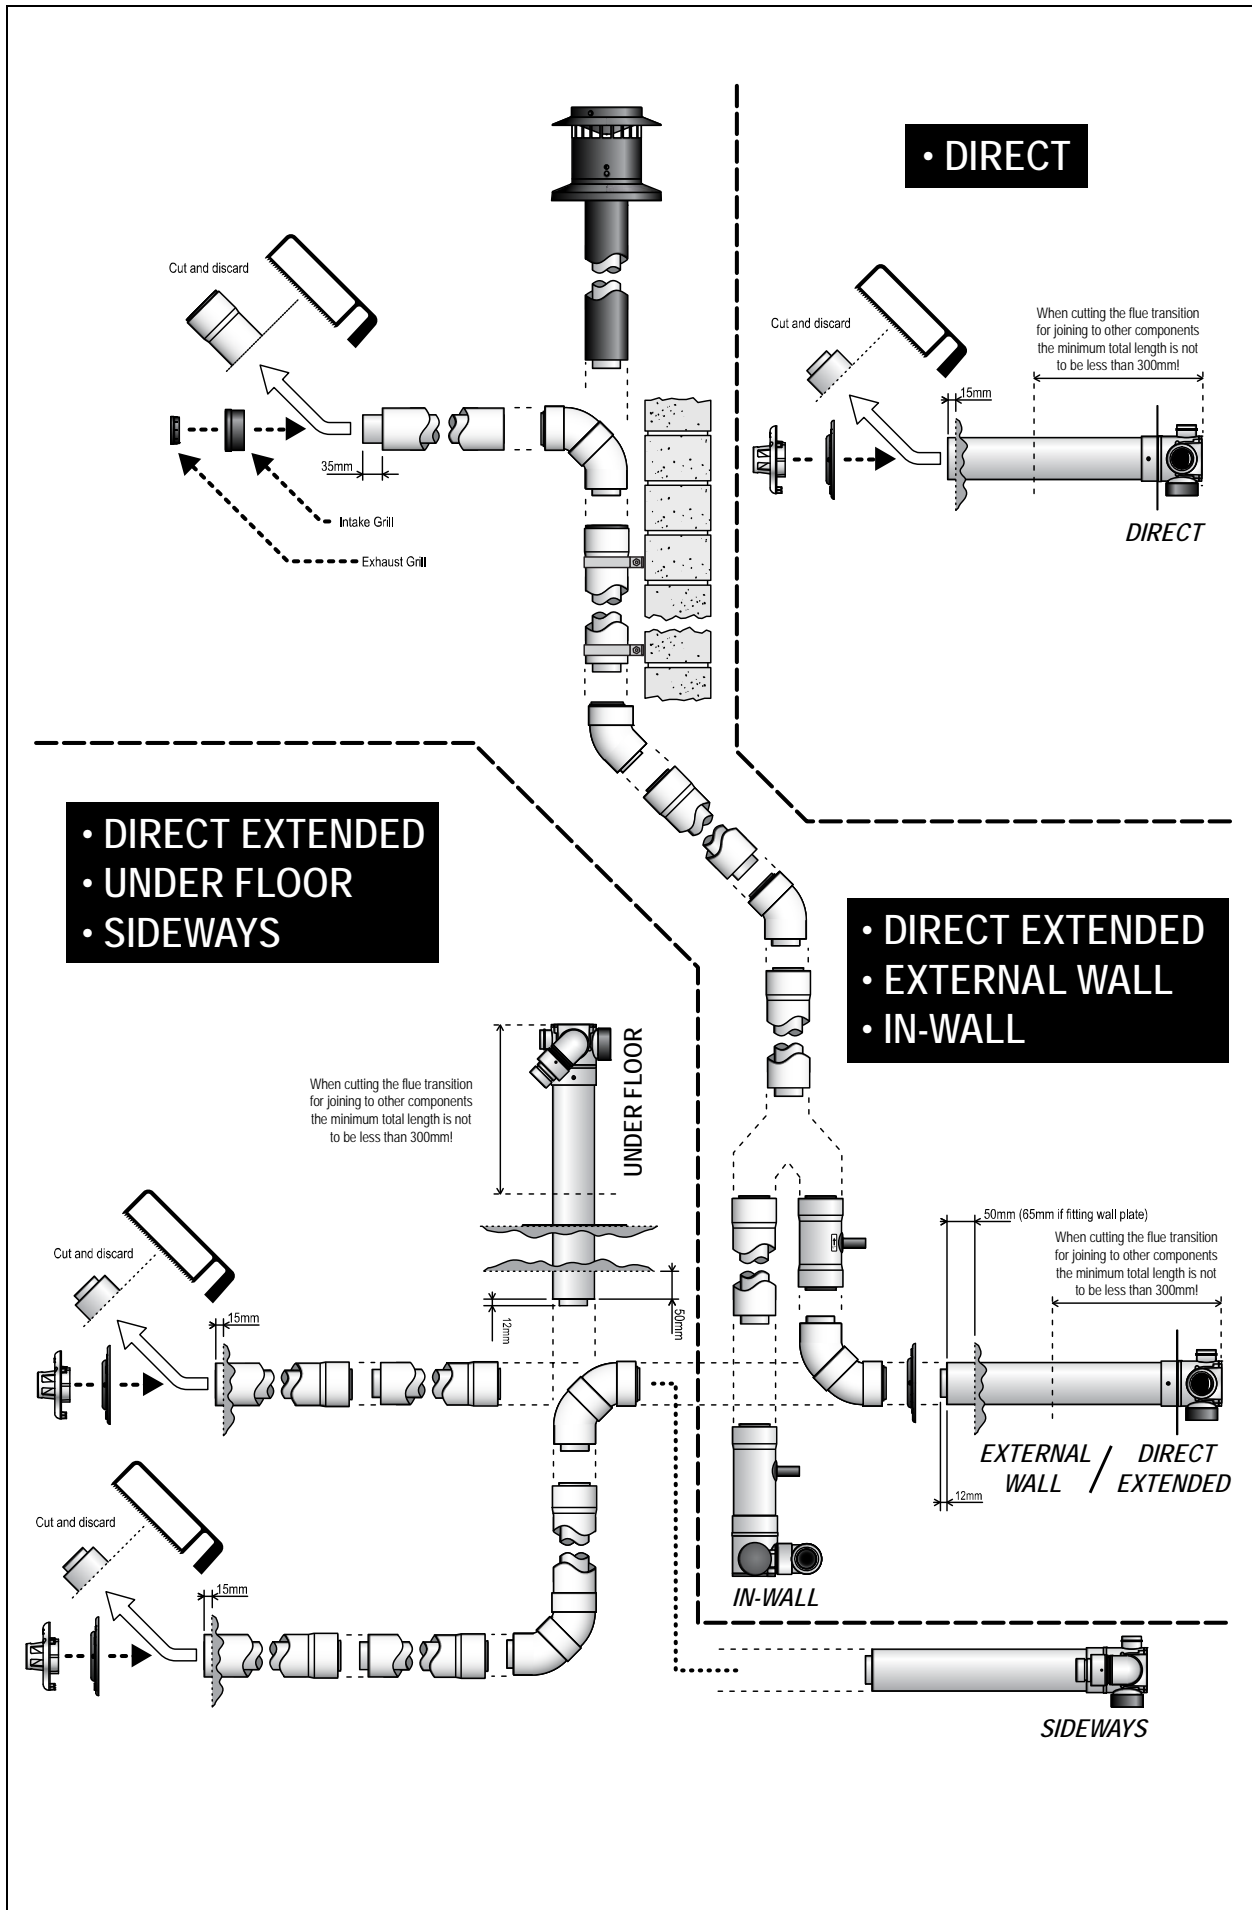 • DIRECT
Cut and discard
35mm
Intake Grill
Exhaust Grill
Cut and discard
When cutting the flue transition
for joining to other components
the minimum total length is not
to be less than 300mm!
15mm
DIRECT
• DIRECT EXTENDED
• UNDER FLOOR
• SIDEWAYS
• DIRECT EXTENDED
• EXTERNAL WALL
• IN-WALL
When cutting the flue transition
for joining to other components
the minimum total length is not
to be less than 300mm!
UNDER FLOOR
12mm
50mm
Cut and discard
15mm
50mm (65mm if fitting wall plate)
When cutting the flue transition
for joining to other components
the minimum total length is not
to be less than 300mm!
EXTERNAL
WALL
/
DIRECT
EXTENDED
12mm
Cut and discard
15mm
IN-WALL
SIDEWAYS